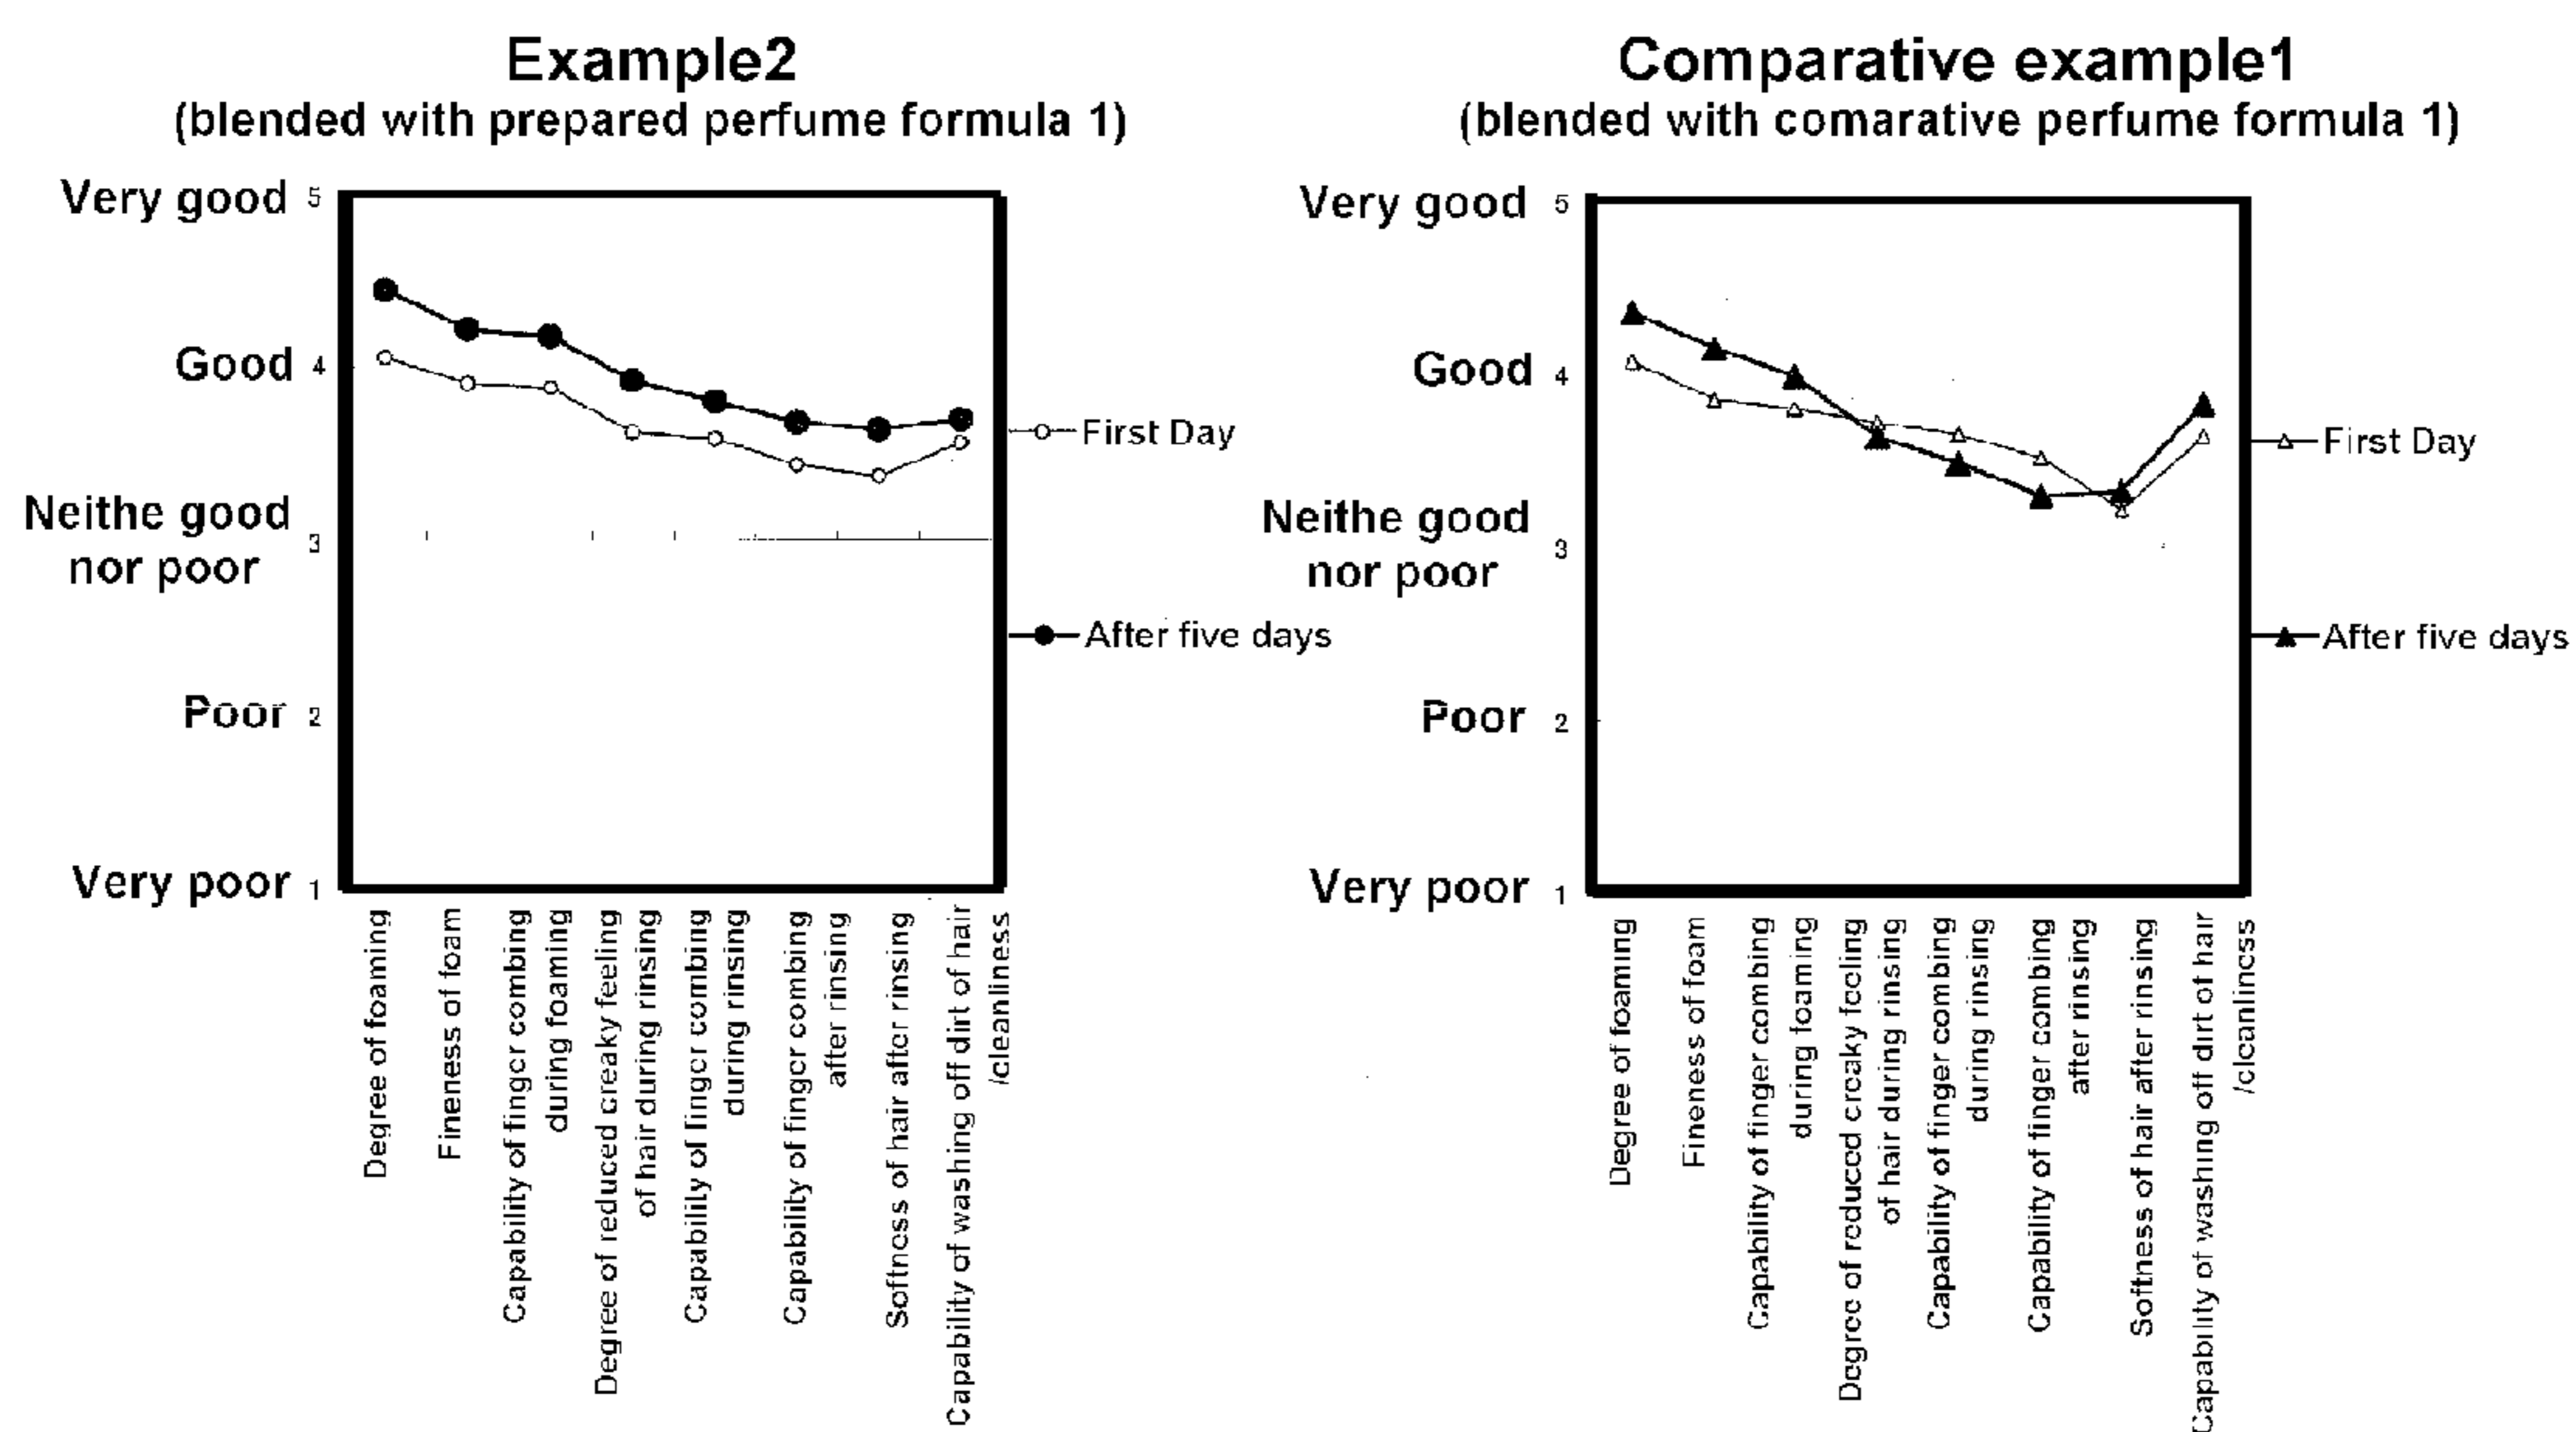 Example2
(blended with prepared perfume formula 1)
Very good 5
Good 4
Neithe good
nor poor
3
Poor 2
Very poor 1
First Day
After five days
Degree of foaming
Fineness of foam
Capability of finger combing
during foaming
Degree of reduced creaky feeling
of hair during rinsing
Capability of finger combing
during rinsing
Capability of finger combing
after rinsing
Softness of hair after rinsing
Capability of washing off dirt of hair
/cleanliness
Comparative example1
(blended with comarative perfume formula 1)
Very good 5
Good 4
Neithe good
nor poor
3
Poor 2
Very poor 1
First Day
After five days
Degree of foaming
Fineness of foam
Capability of finger combing
during foaming
Degree of reduced creaky feeling
of hair during rinsing
Capability of finger combing
during rinsing
Capability of finger combing
after rinsing
Softness of hair after rinsing
Capability of washing off dirt of hair
/cleanliness